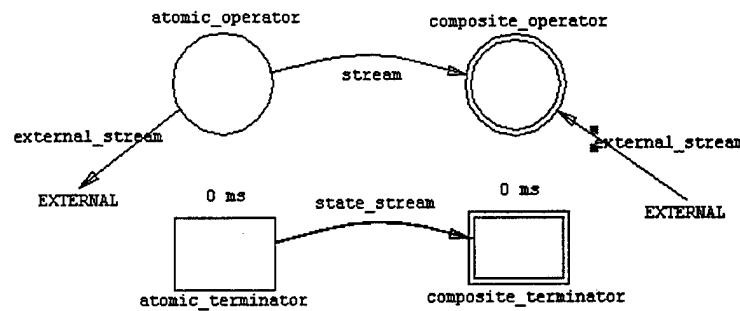 atomic_operator
composite_operator
stream
external_stream
external_stream
EXTERNAL
EXTERNAL
0 ms
0 ms
state_stream
atomic_terminator
composite_terminator